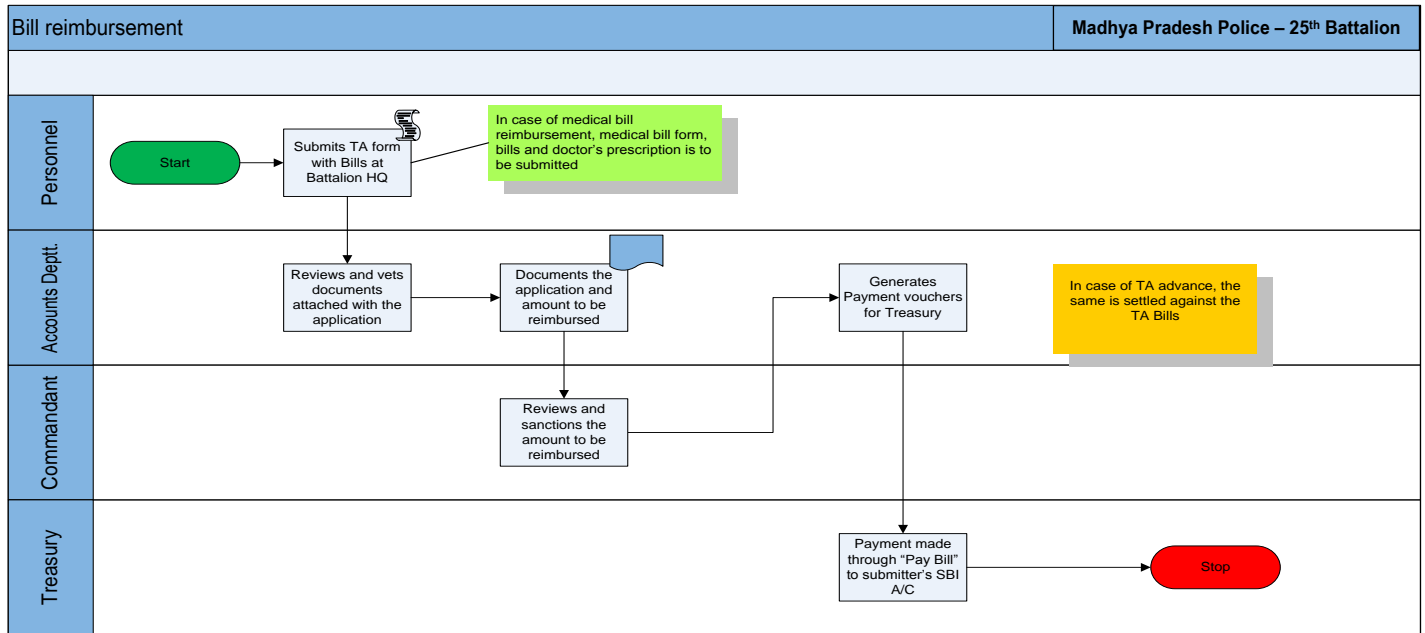 Bill reimbursement
Madhya Pradesh Police – 25th Battalion
Personnel
Start
Submits TA form
with Bills at
Battalion HQ
In case of medical bill
reimbursement, medical bill form,
bills and doctor's prescription is to
be submitted
Accounts Deptt.
Reviews and vets
documents
attached with the
application
Documents the
application and
amount to be
reimbursed
Generates
Payment vouchers
for Treasury
In case of TA advance, the
same is settled against the
TA Bills
Commandant
Reviews and
sanctions the
amount to be
reimbursed
Treasury
Payment made
through “Pay Bill”
to submitter's SBI
A/C
Stop